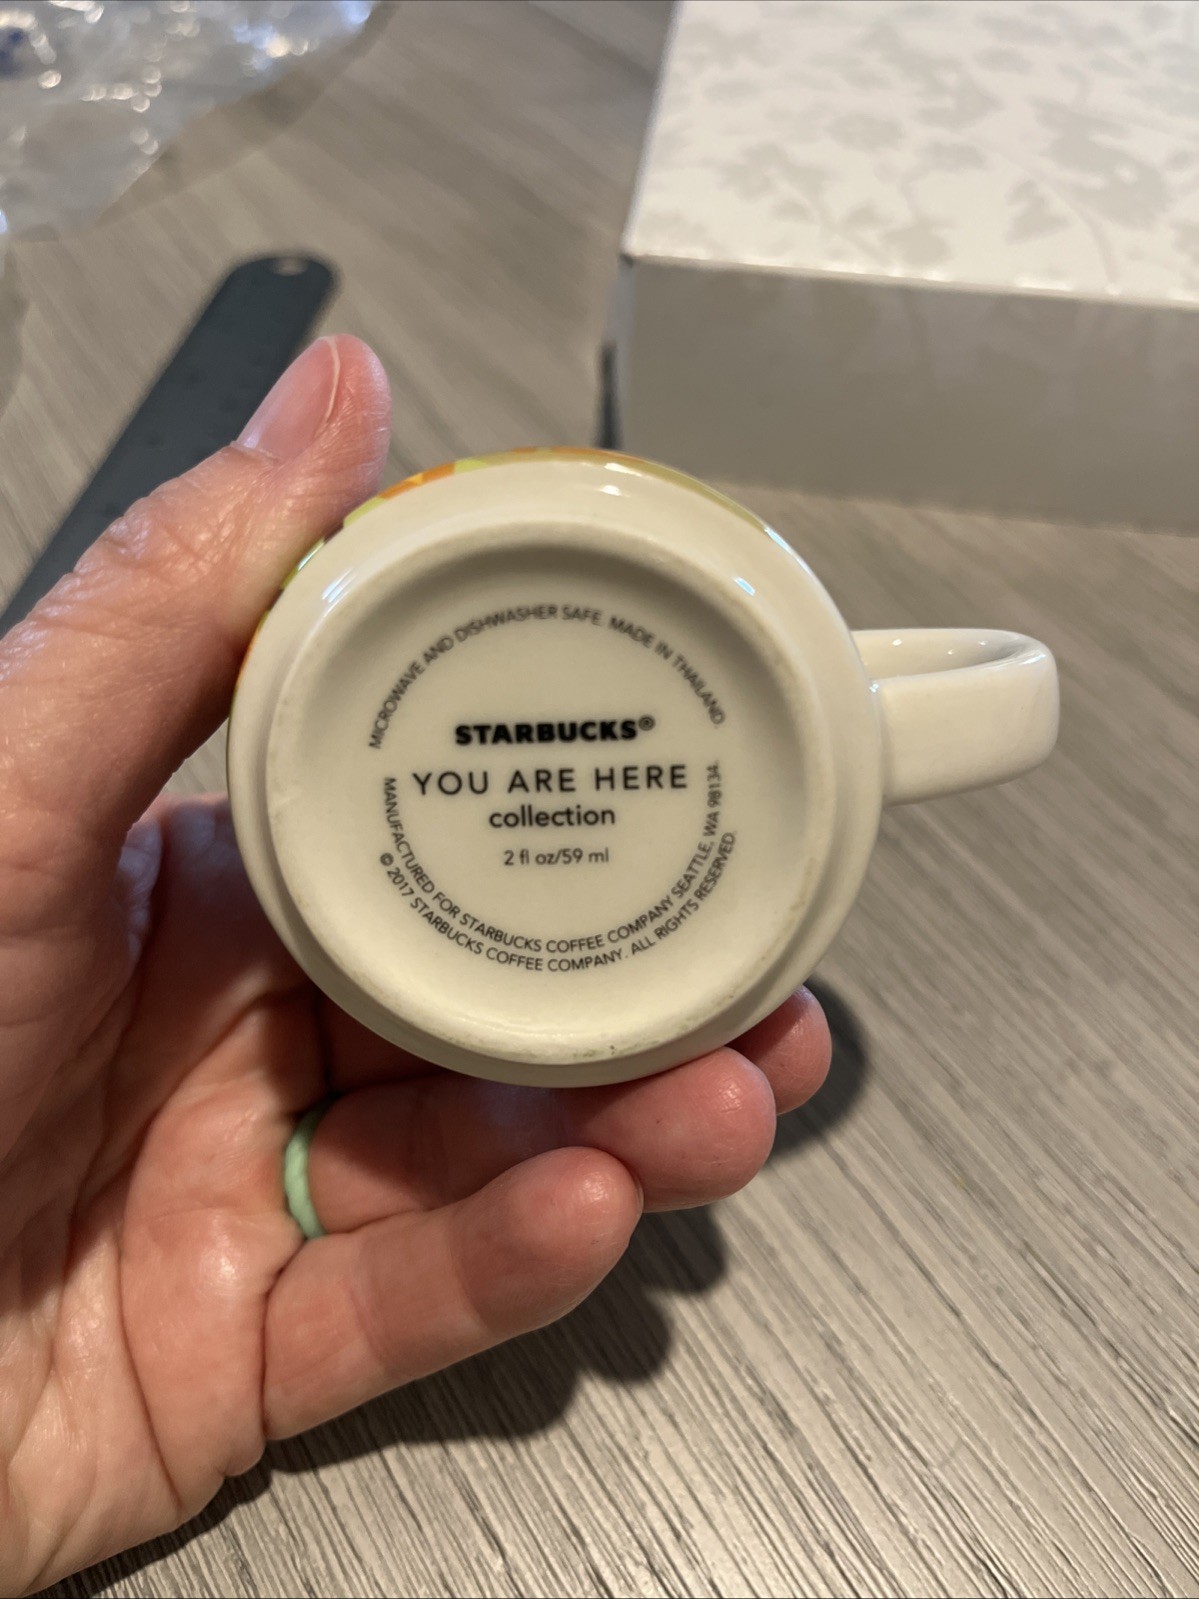 MICROWAVE AND DISHWASHER SAFE. MADE IN THAILAND.
STARBUCKS®
YOU ARE HERE
collection
2 fl oz/59 ml
MANUFACTURED FOR STARBUCKS COFFEE COMPANY SEATTLE, WA 98134.
© 2017 STARBUCKS COFFEE COMPANY. ALL RIGHTS RESERVED.